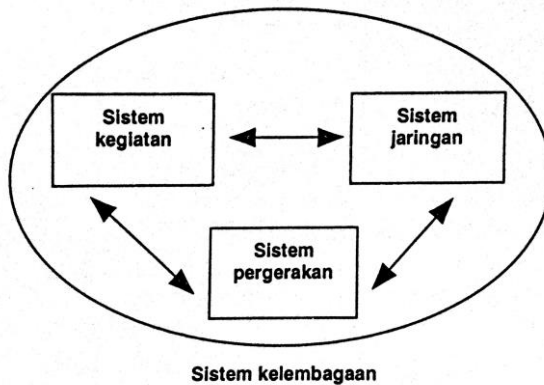 Sistem
kegiatan
Sistem
jaringan
Sistem
pergerakan
Sistem kelembagaan